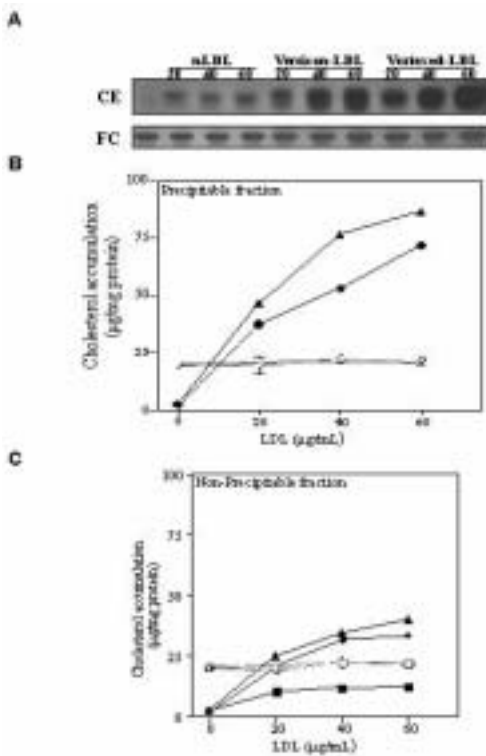 A
nLDL Versican-LDL Vortexed-LDL
20 40 60 20 40 60 20 40 60
CE
FC
B
Precipitable fraction
100
75
50
25
0
Cholesterol accumulation
(µg/mg protein)
0 20 40 60
LDL (µg/mL)
C
Non-Precipitable fraction
100
75
50
25
0
Cholesterol accumulation
(µg/mg protein)
0 20 40 60
LDL (µg/mL)